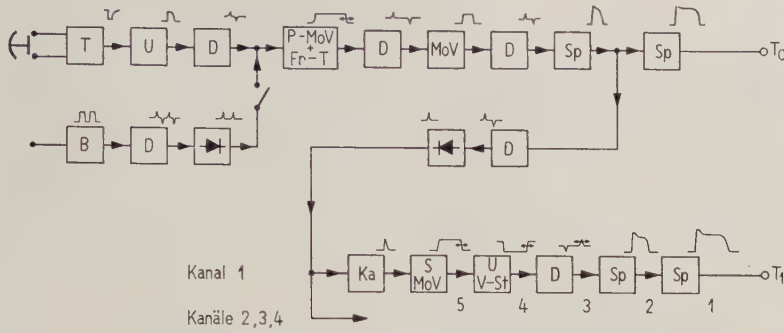 T U D P-MoV + Fr-T D MoV D Sp Sp T0
B D D
Kanal 1 Ka S MoV U V-St D Sp Sp T1
5 4 3 2 1
Kanäle 2,3,4